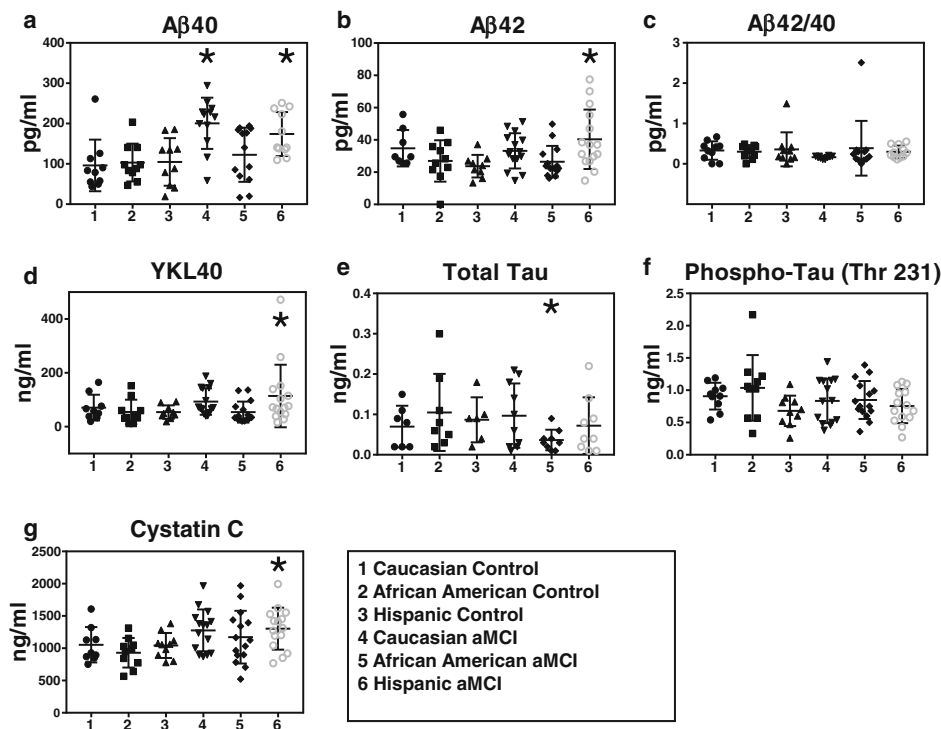 a Aβ40
400
300
200
100
0
pg/ml
1 2 3 4 5 6
b Aβ42
100
80
60
40
20
0
pg/ml
1 2 3 4 5 6
c Aβ42/40
3
2
1
0
pg/ml
1 2 3 4 5 6
d YKL40
400
200
0
ng/ml
1 2 3 4 5 6
e Total Tau
0.4
0.3
0.2
0.1
0.0
ng/ml
1 2 3 4 5 6
f Phospho-Tau (Thr 231)
2.5
2.0
1.5
1.0
0.5
0.0
ng/ml
1 2 3 4 5 6
g Cystatin C
2500
2000
1500
1000
500
0
ng/ml
1 2 3 4 5 6
1 Caucasian Control
2 African American Control
3 Hispanic Control
4 Caucasian aMCI
5 African American aMCI
6 Hispanic aMCI